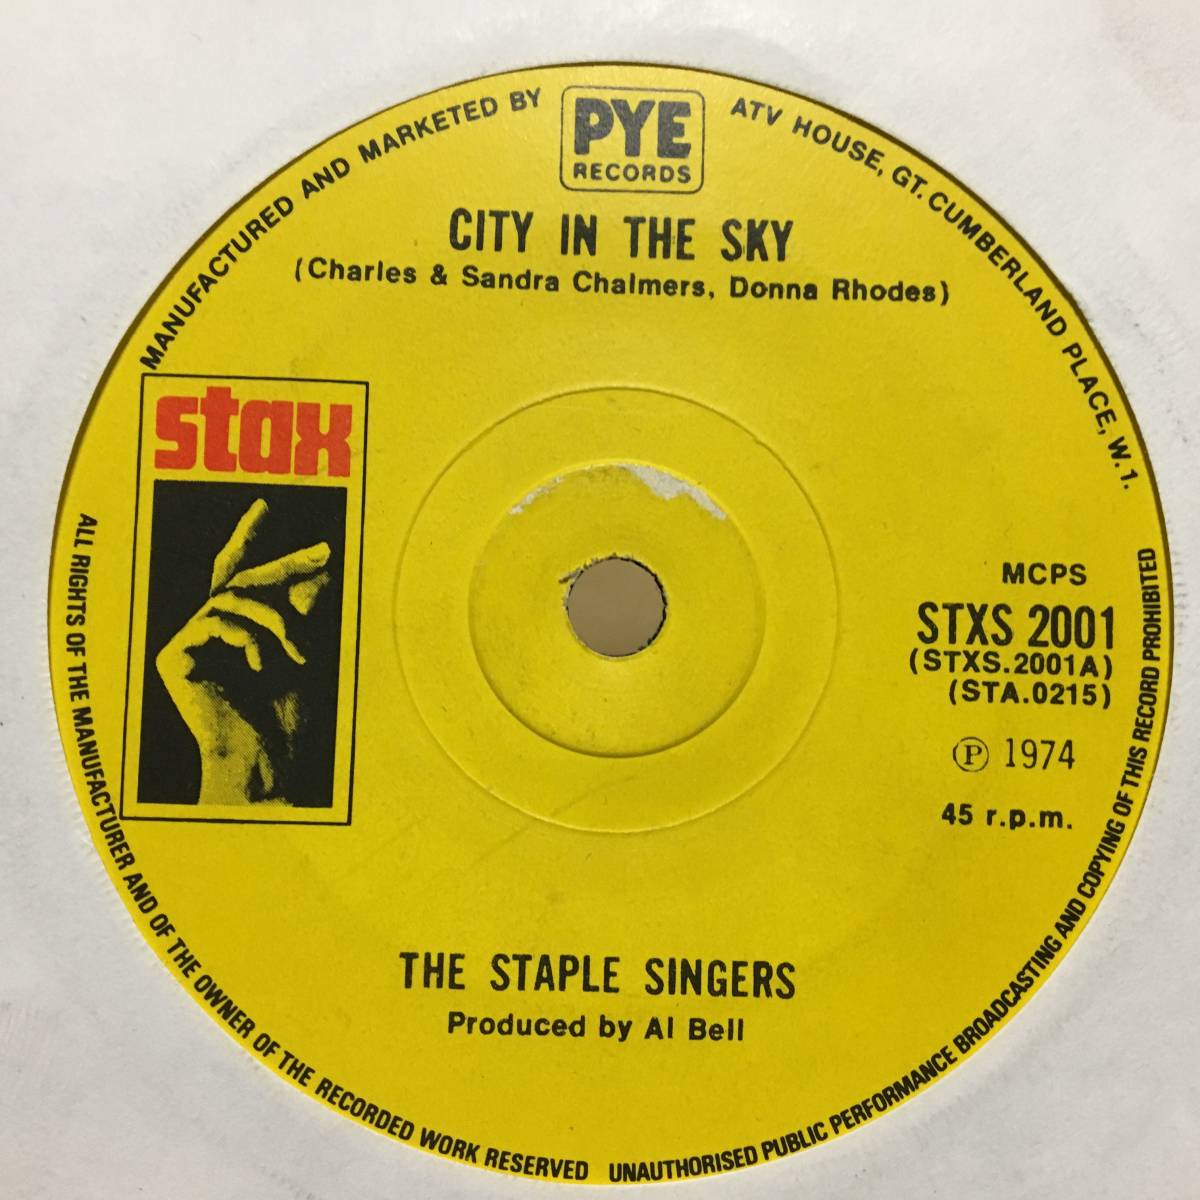 MANUFACTURED AND MARKETED BY
PYE
RECORDS
ATV HOUSE, GT. CUMBERLAND PLACE, W.1.
CITY IN THE SKY
(Charles & Sandra Chalmers, Donna Rhodes)
stax
MCPS
STXS 2001
(STXS.2001A)
(STA.0215)
Ⓟ 1974
45 r.p.m.
THE STAPLE SINGERS
Produced by Al Bell
ALL RIGHTS OF THE MANUFACTURER AND OF THE OWNER OF THE RECORDED WORK RESERVED
UNAUTHORISED PUBLIC PERFORMANCE BROADCASTING AND COPYING OF THIS RECORD PROHIBITED